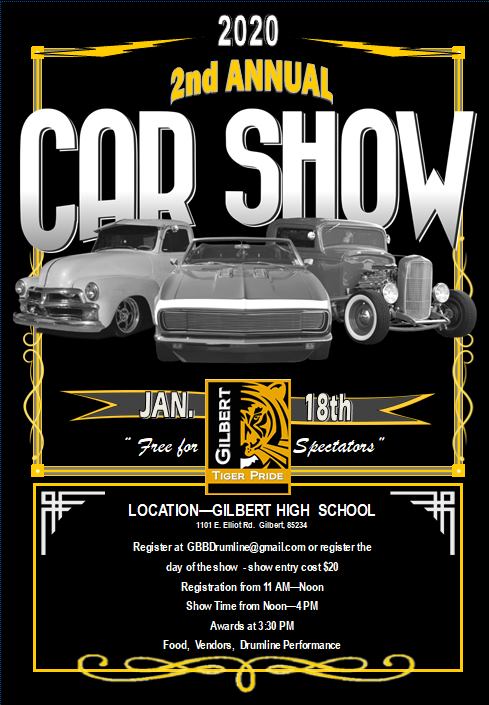 2020
2nd ANNUAL
CAR SHOW
JAN. 18th
GILBERT
TIGER PRIDE
" Free for Spectators"
LOCATION—GILBERT HIGH SCHOOL
1101 E. Elliot Rd. Gilbert, 85234
Register at GBBDrumline@gmail.com or register the
day of the show - show entry cost $20
Registration from 11 AM—Noon
Show Time from Noon—4 PM
Awards at 3:30 PM
Food, Vendors, Drumline Performance